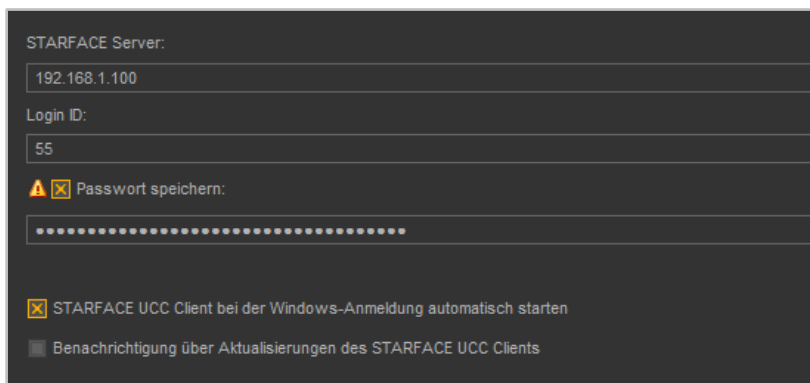 STARFACE Server:
192.168.1.100
Login ID:
55
Passwort speichern:
••••••••••••••••••••••••••••••••••••
STARFACE UCC Client bei der Windows-Anmeldung automatisch starten
Benachrichtigung über Aktualisierungen des STARFACE UCC Clients